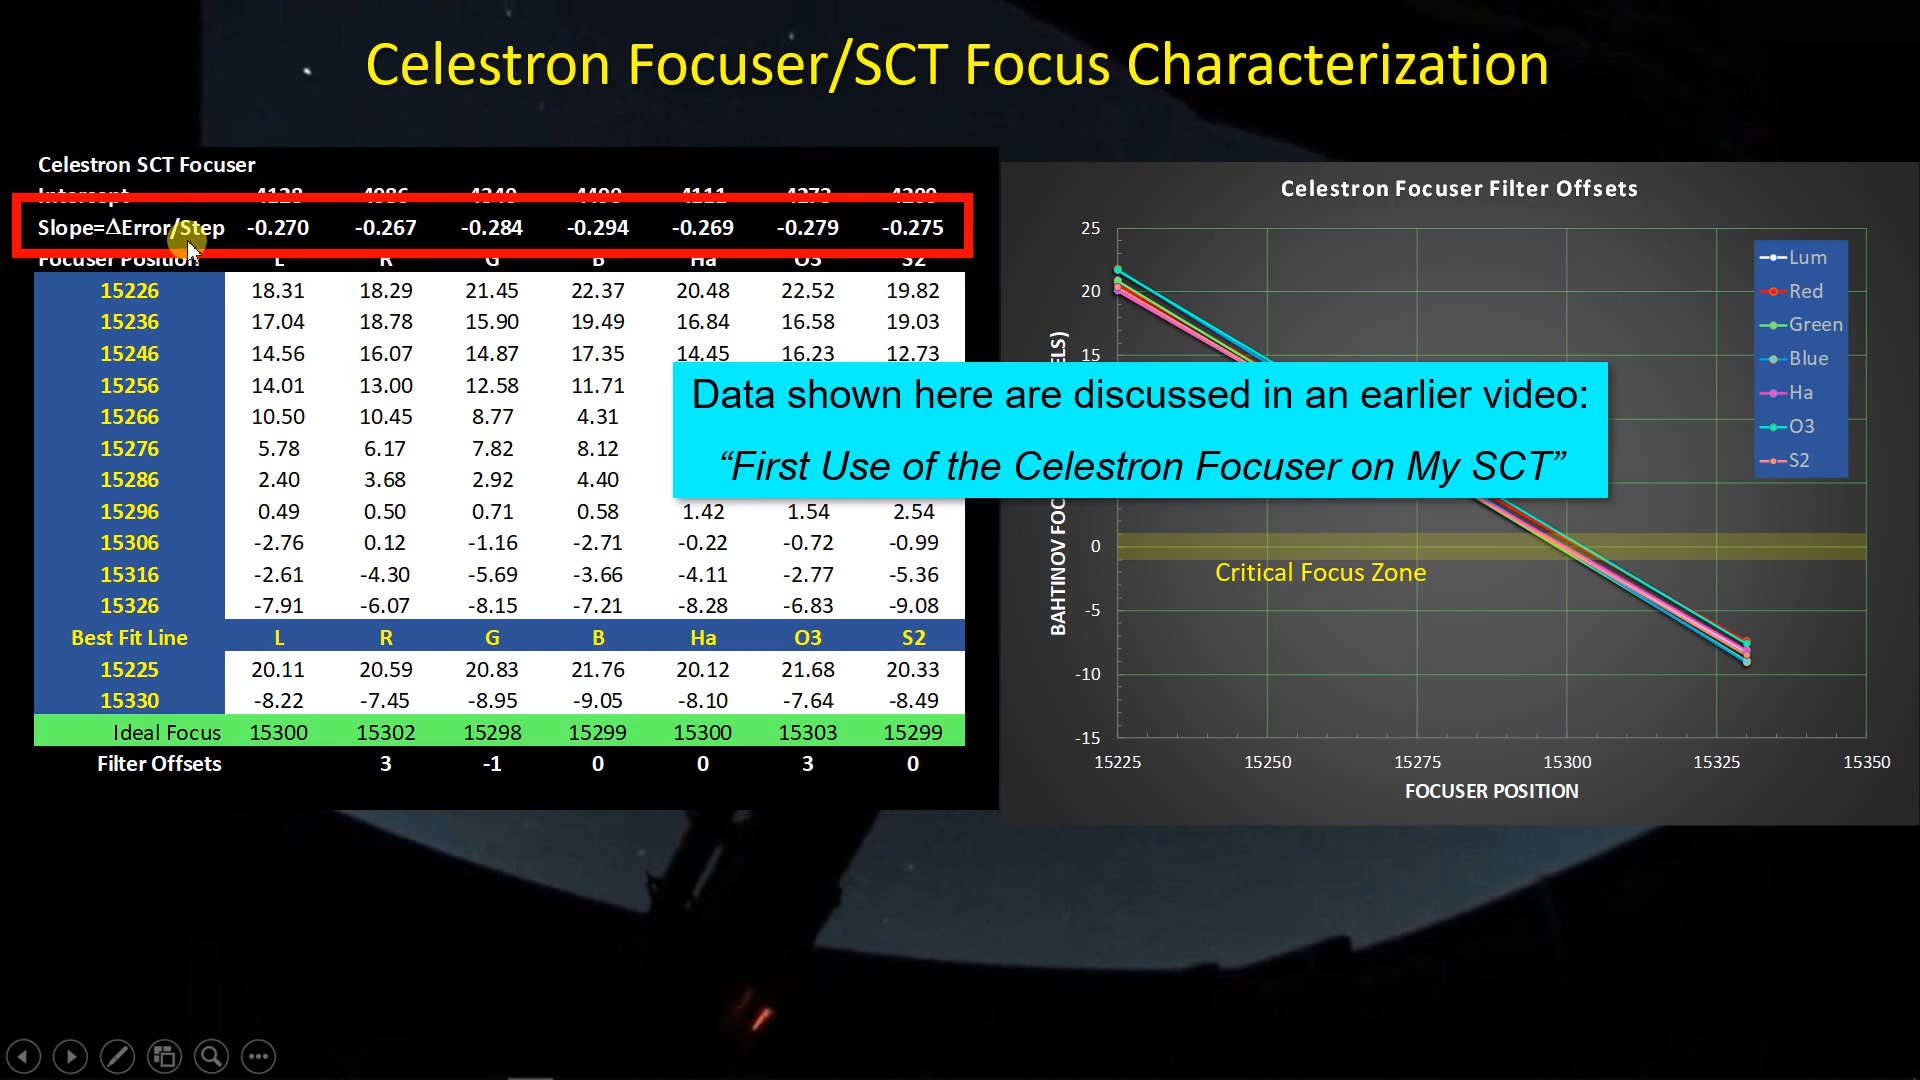 Celestron Focuser/SCT Focus Characterization
Celestron SCT Focuser
Slope=ΔError/Step -0.270 -0.267 -0.284 -0.294 -0.269 -0.279 -0.275
Focuser Position L R G B Ha O3 S2
15226 18.31 18.29 21.45 22.37 20.48 22.52 19.82
15236 17.04 18.78 15.90 19.49 16.84 16.58 19.03
15246 14.56 16.07 14.87 17.35 14.45 16.23 12.73
15256 14.01 13.00 12.58 11.71
15266 10.50 10.45 8.77 4.31
15276 5.78 6.17 7.82 8.12
15286 2.40 3.68 2.92 4.40
15296 0.49 0.50 0.71 0.58 1.42 1.54 2.54
15306 -2.76 0.12 -1.16 -2.71 -0.22 -0.72 -0.99
15316 -2.61 -4.30 -5.69 -3.66 -4.11 -2.77 -5.36
15326 -7.91 -6.07 -8.15 -7.21 -8.28 -6.83 -9.08
Best Fit Line L R G B Ha O3 S2
15225 20.11 20.59 20.83 21.76 20.12 21.68 20.33
15330 -8.22 -7.45 -8.95 -9.05 -8.10 -7.64 -8.49
Ideal Focus 15300 15302 15298 15299 15300 15303 15299
Filter Offsets 3 -1 0 0 3 0
Data shown here are discussed in an earlier video:
“First Use of the Celestron Focuser on My SCT”
Celestron Focuser Filter Offsets
25
20
15
0
-5
-10
-15
BAHTINOV
Critical Focus Zone
Lum
Red
Green
Blue
Ha
O3
S2
15225 15250 15275 15300 15325 15350
FOCUSER POSITION